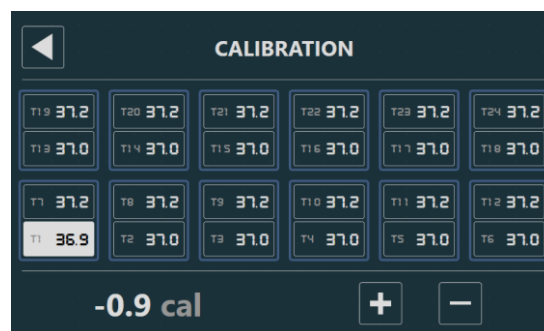 CALIBRATION
T19 37.2 T20 37.2 T21 37.2 T22 37.2 T23 37.2 T24 37.2
T13 37.0 T14 37.0 T15 37.0 T16 37.0 T17 37.0 T18 37.0
T7 37.2 T8 37.2 T9 37.2 T10 37.2 T11 37.2 T12 37.2
T1 36.9 T2 37.0 T3 37.0 T4 37.0 T5 37.0 T6 37.0
-0.9 cal + −